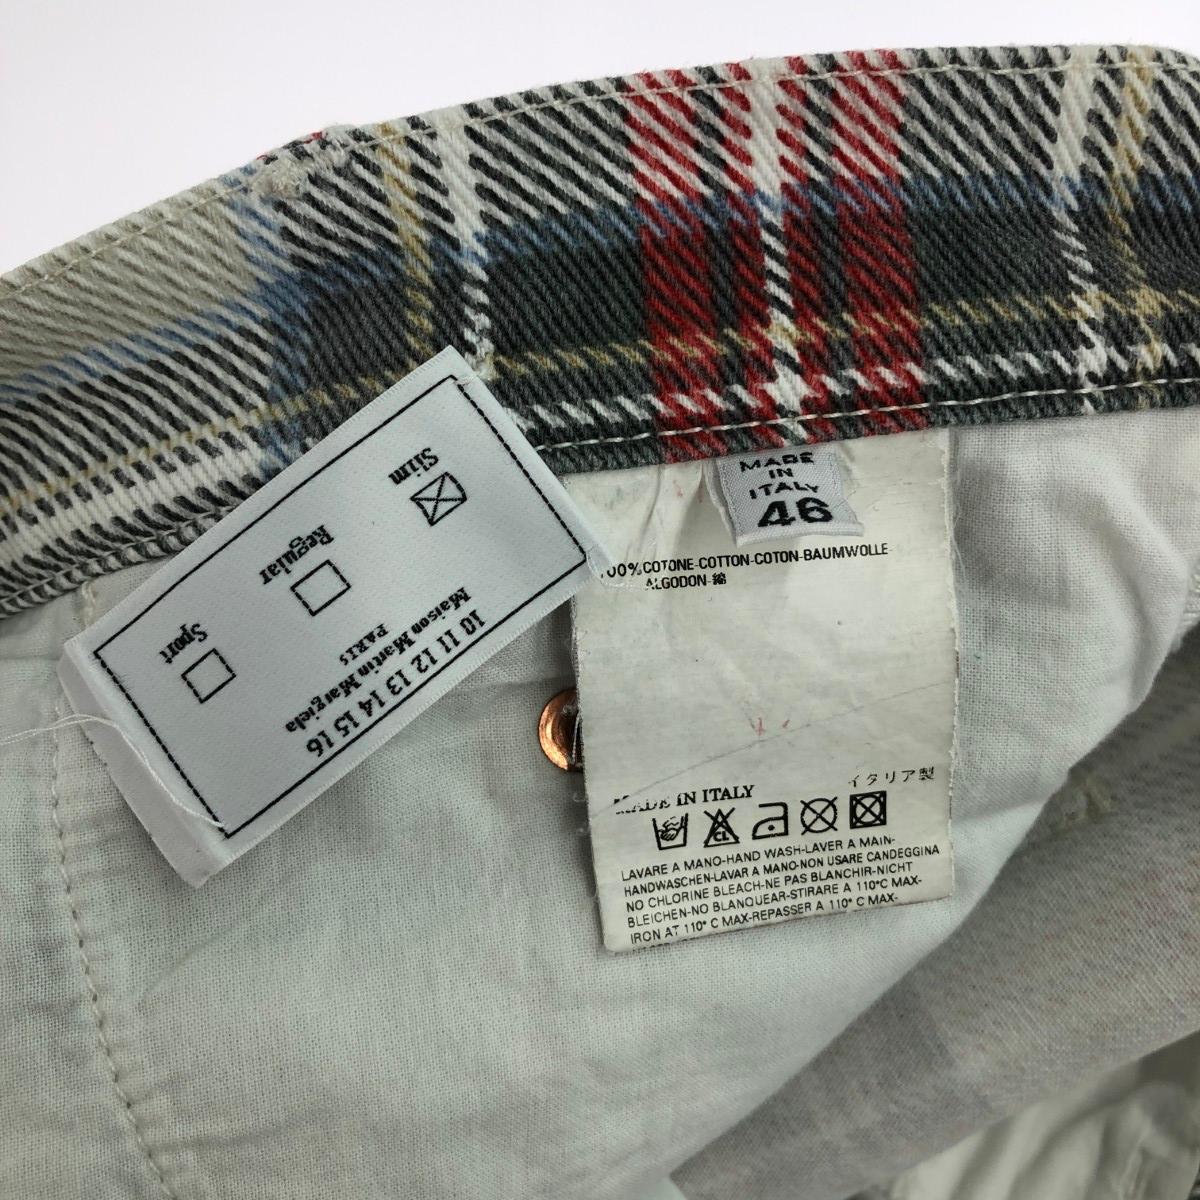 Slim
Regular
Sport
10 11 12 13 14 15 16
Maison Martin Margiela
PARIS
MADE
IN
ITALY
46
100% COTONE-COTTON-COTON-BAUMWOLLE-
ALGODON-綿
MADE IN ITALY
イタリア製
CL
LAVARE A MANO-HAND WASH-LAVER A MAIN-
HANDWASCHEN-LAVAR A MANO-NON USARE CANDEGGINA
NO CHLORINE BLEACH-NE PAS BLANCHIR-NICHT
BLEICHEN-NO BLANQUEAR-STIRARE A 110°C MAX-
IRON AT 110° C MAX-REPASSER A 110° C MAX-